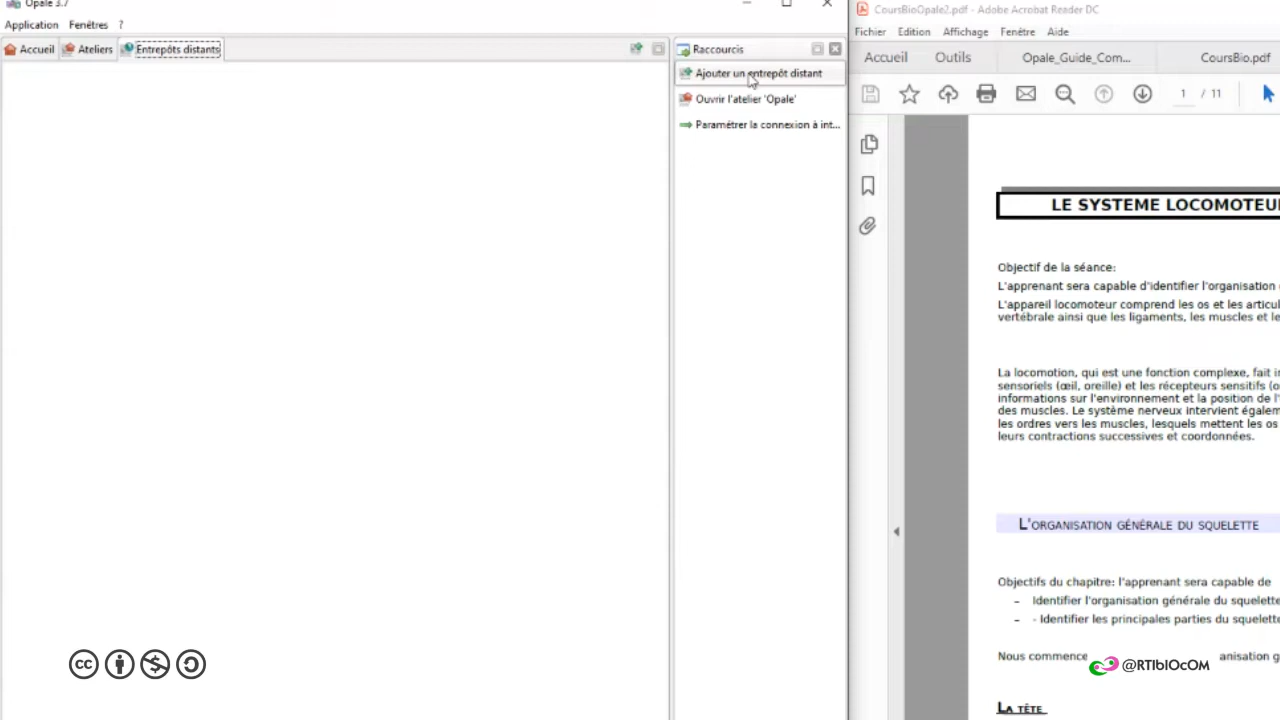 Opale 3.7
Application Fenêtres ?
Accueil Ateliers Entrepôts distants
Raccourcis
Ajouter un entrepôt distant
Ouvrir l'atelier 'Opale'
Paramétrer la connexion à int...
CoursBioOpale2.pdf - Adobe Acrobat Reader DC
Fichier Edition Affichage Fenêtre Aide
Accueil Outils Opale_Guide_Com... CoursBio.pdf
1 / 11
LE SYSTEME LOCOMOTEU
Objectif de la séance:
L'apprenant sera capable d'identifier l'organisation
L'appareil locomoteur comprend les os et les articul
vertébrale ainsi que les ligaments, les muscles et le
La locomotion, qui est une fonction complexe, fait in
sensoriels (œil, oreille) et les récepteurs sensitifs (o
informations sur l'environnement et la position de l'
des muscles. Le système nerveux intervient égalem
les ordres vers les muscles, lesquels mettent les os
leurs contractions successives et coordonnées.
L'ORGANISATION GÉNÉRALE DU SQUELETTE
Objectifs du chapitre: l'apprenant sera capable de
- Identifier l'organisation générale du squelette
- - Identifier les principales parties du squelett
Nous commence anisation g
LA TÊTE
cc
@RTIbIOcOM